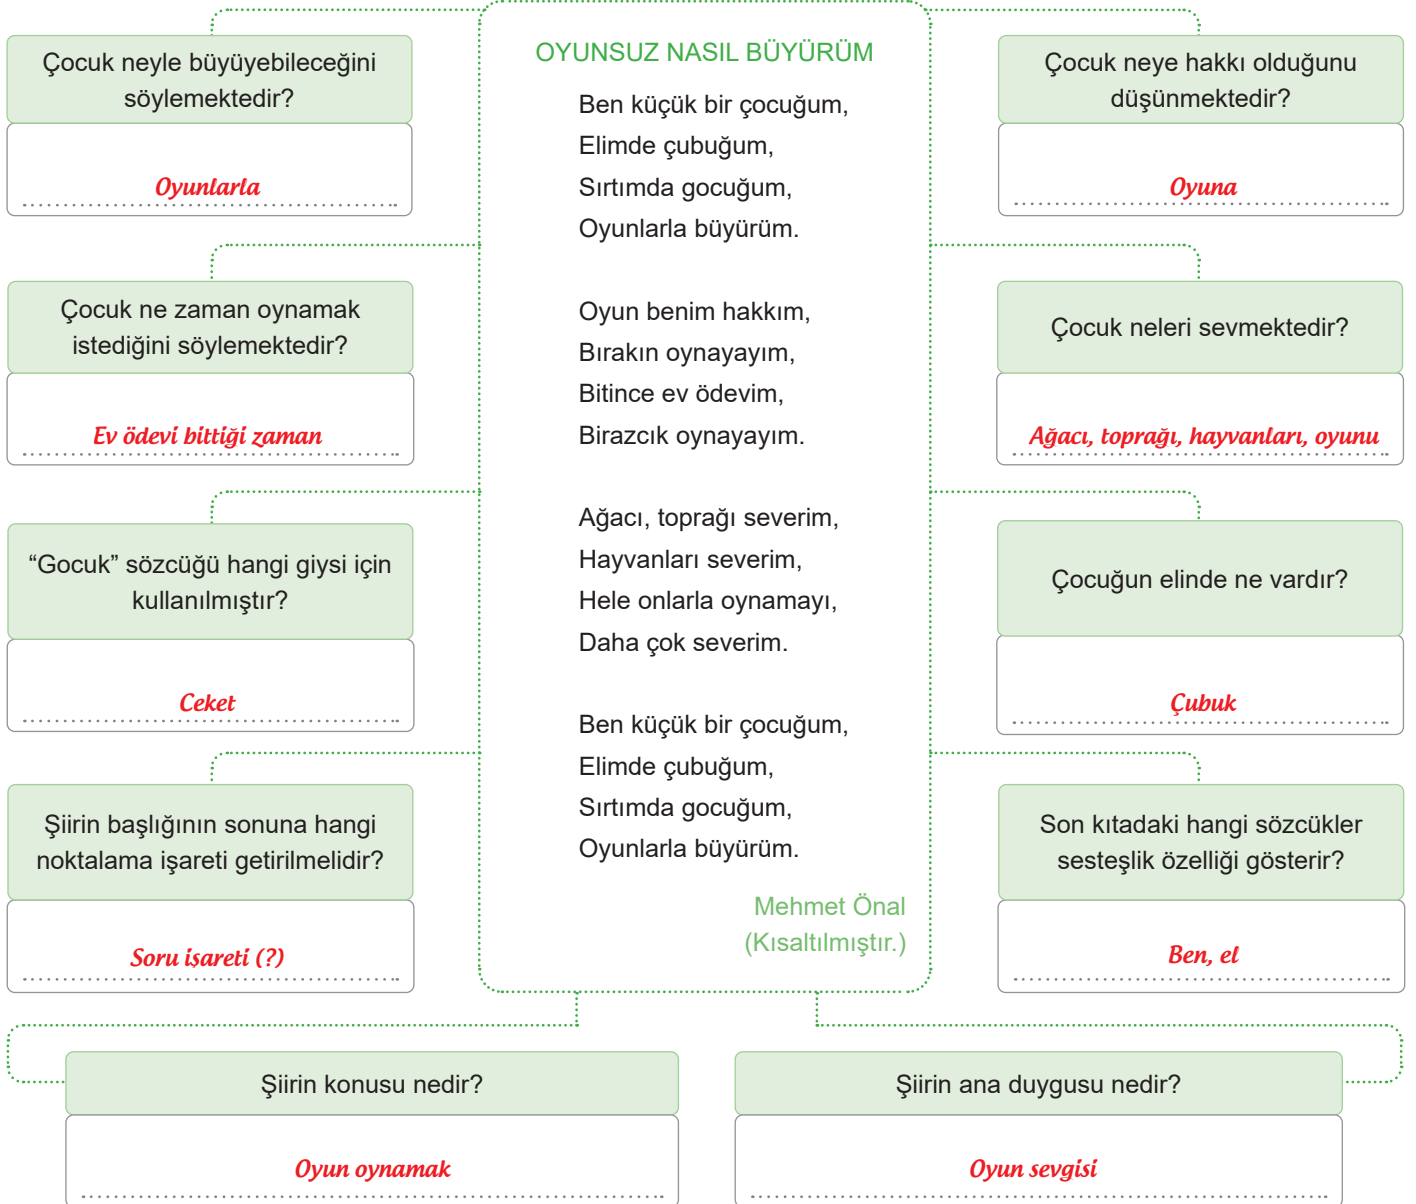 Çocuk neyle büyüyebileceğini
söylemektedir?
Oyunlarla
Çocuk ne zaman oynamak
istediğini söylemektedir?
Ev ödevi bittiği zaman
“Gocuk” sözcüğü hangi giysi için
kullanılmıştır?
Ceket
Şiirin başlığının sonuna hangi
noktalama işareti getirilmelidir?
Soru işareti (?)
OYUNSUZ NASIL BÜYÜRÜM
Ben küçük bir çocuğum,
Elimde çubuğum,
Sırtımda gocuğum,
Oyunlarla büyürüm.
Oyun benim hakkım,
Bırakın oynayayım,
Bitince ev ödevim,
Birazcık oynayayım.
Ağacı, toprağı severim,
Hayvanları severim,
Hele onlarla oynamayı,
Daha çok severim.
Ben küçük bir çocuğum,
Elimde çubuğum,
Sırtımda gocuğum,
Oyunlarla büyürüm.
Mehmet Önal
(Kısaltılmıştır.)
Çocuk neye hakkı olduğunu
düşünmektedir?
Oyuna
Çocuk neleri sevmektedir?
Ağacı, toprağı, hayvanları, oyunu
Çocuğun elinde ne vardır?
Çubuk
Son kıtadaki hangi sözcükler
sesteşlik özelliği gösterir?
Ben, el
Şiirin konusu nedir?
Oyun oynamak
Şiirin ana duygusu nedir?
Oyun sevgisi